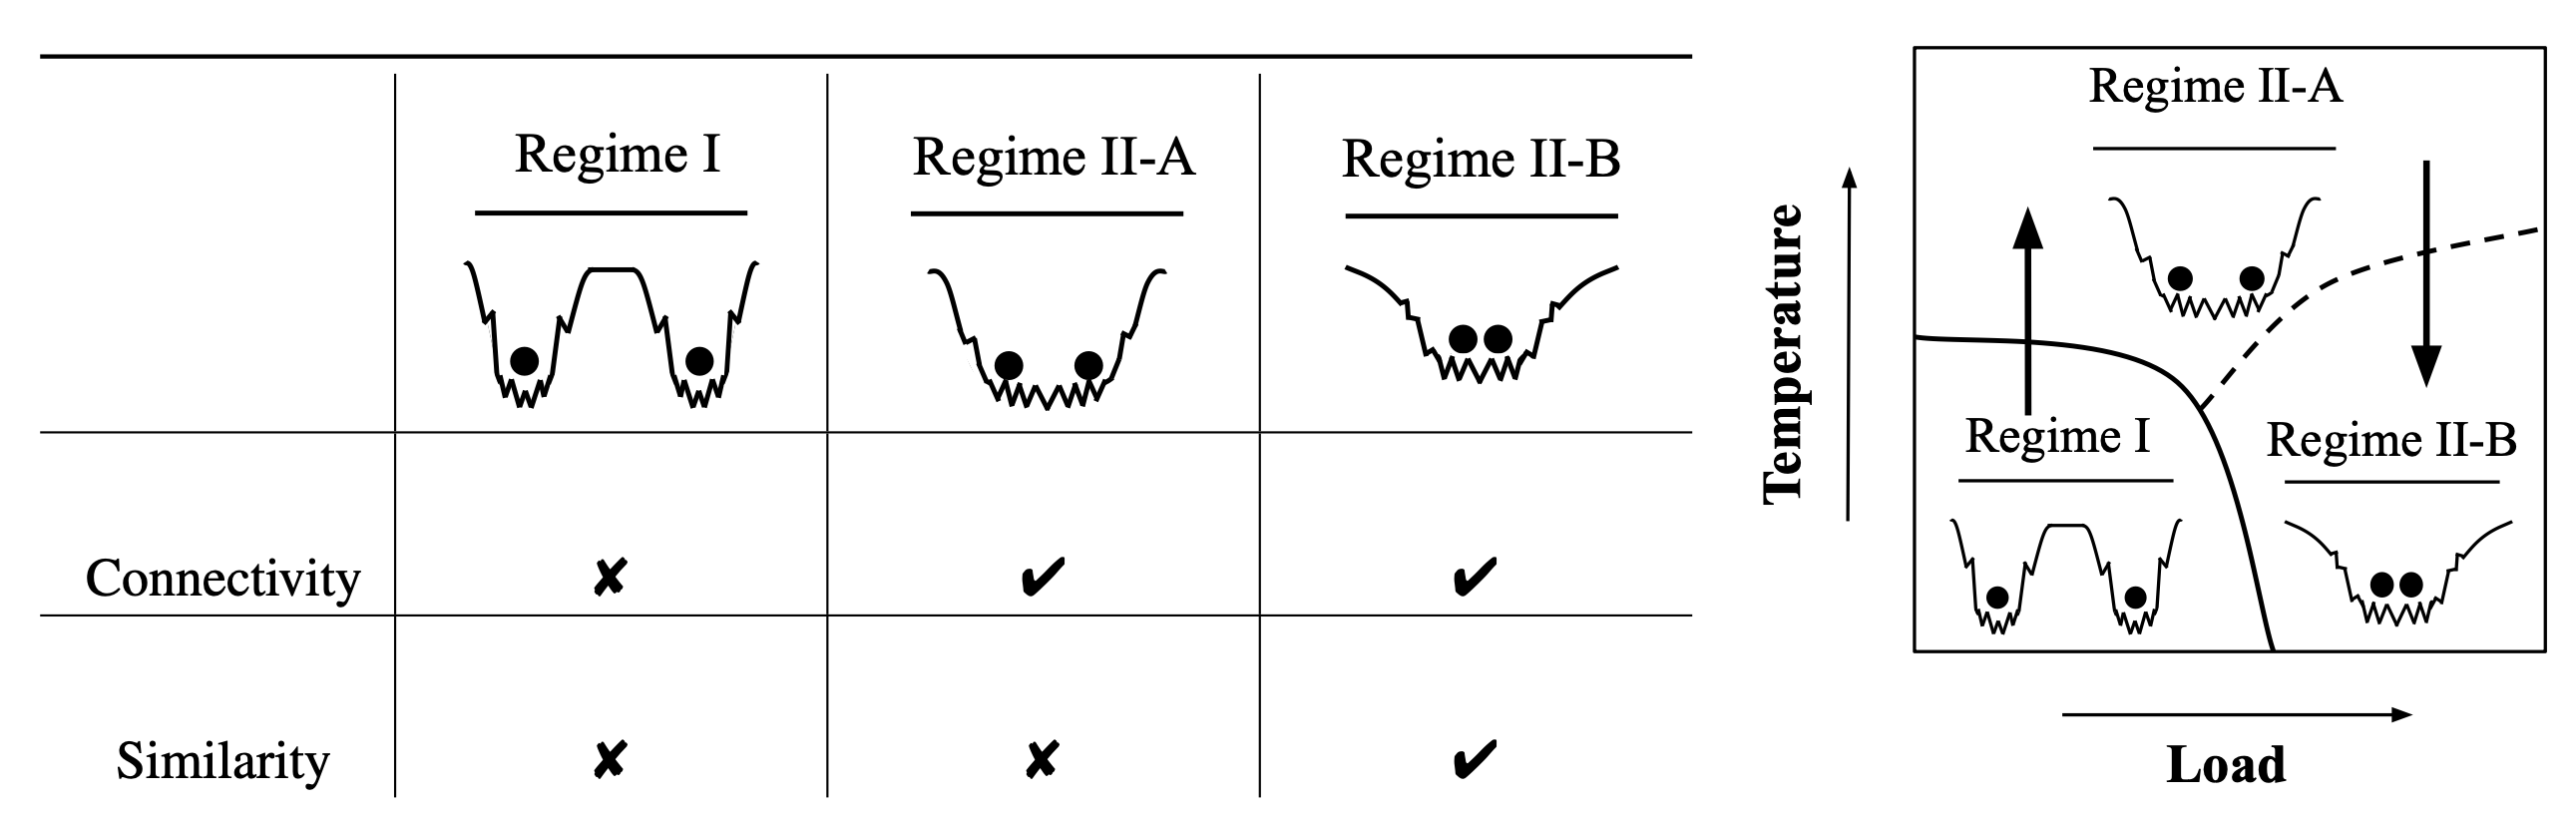 Regime I
Regime II-A
Regime II-B
Connectivity
✘
✔
✔
Similarity
✘
✘
✔
Temperature
Regime II-A
Regime I
Regime II-B
Load